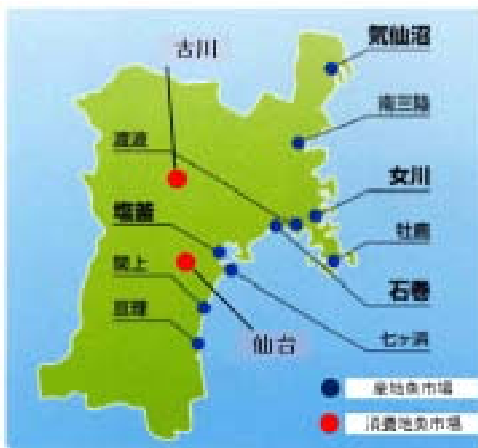 気仙沼
古川
南三陸
渡波
女川
塩釜
牡鹿
閖上
石巻
亘理
仙台
七ヶ浜
産地魚市場
消費地魚市場